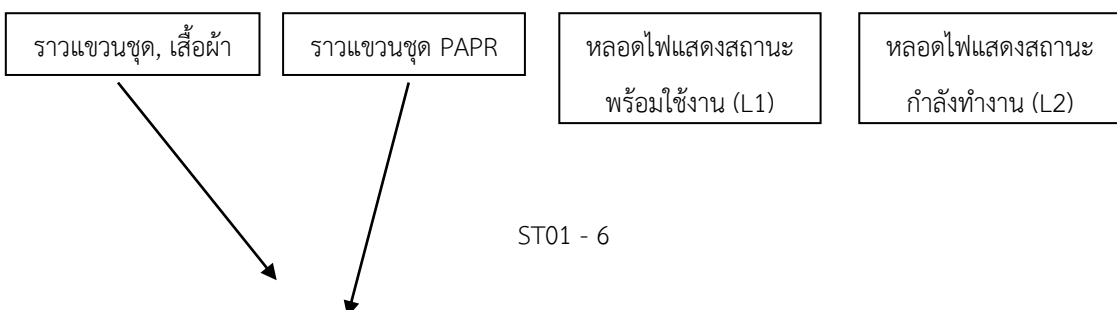 ราวแขวนชุด, เสื้อผ้า
ราวแขวนชุด PAPR
หลอดไฟแสดงสถานะ
พร้อมใช้งาน (L1)
หลอดไฟแสดงสถานะ
กำลังทำงาน (L2)
ST01 - 6